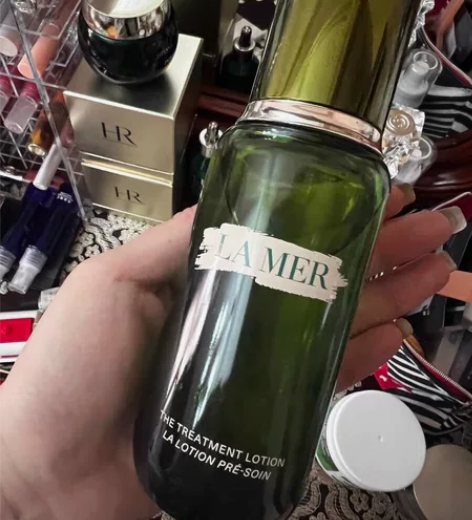 HR
HR
LA MER
THE TREATMENT LOTION
LA LOTION PRÉ-SOIN